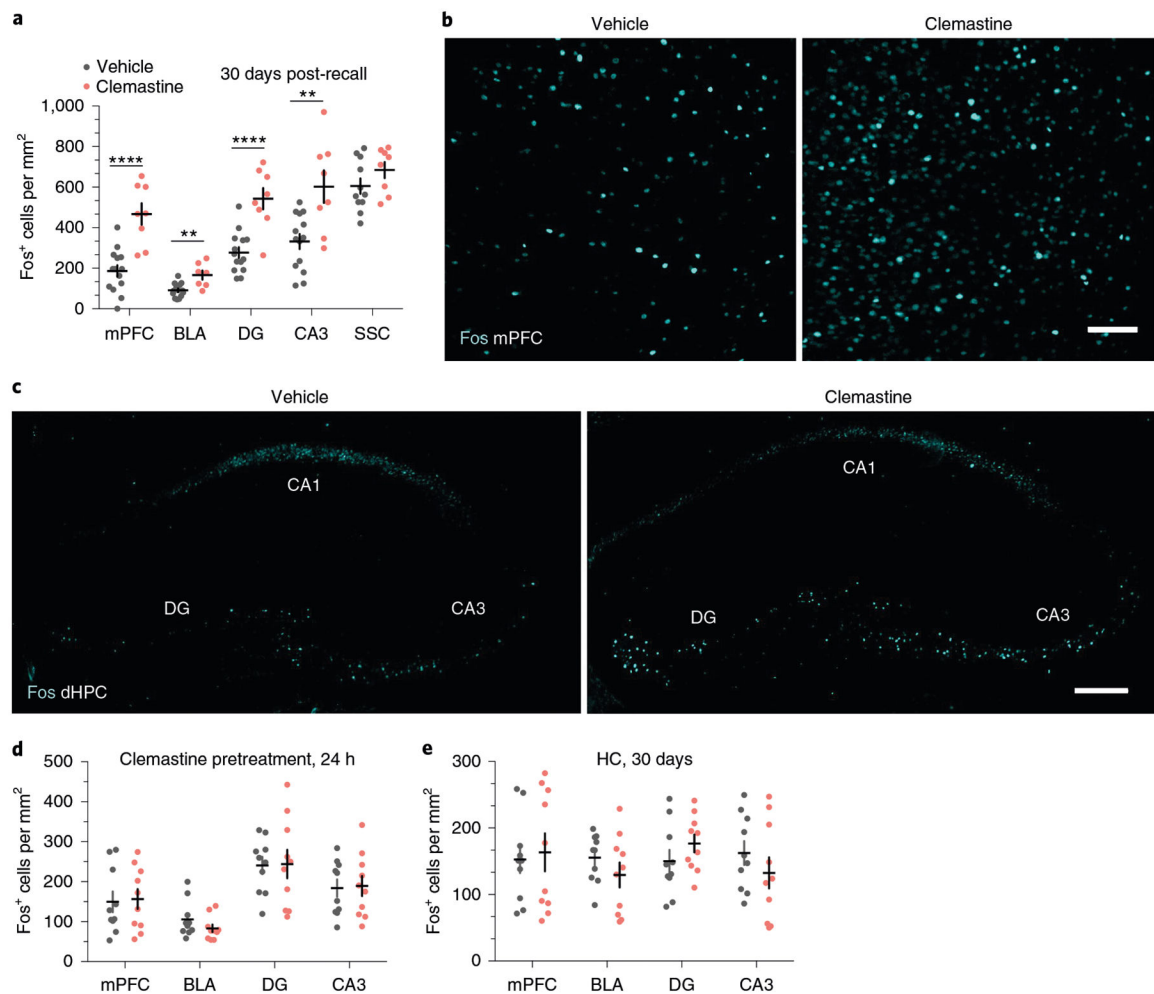 a
Vehicle
Clemastine
30 days post-recall
Fos⁺ cells per mm²
1,000
800
600
400
200
0
****
**
****
**
mPFC BLA DG CA3 SSC
b
Vehicle Clemastine
Fos mPFC
c
Vehicle Clemastine
CA1 CA1
DG CA3 DG CA3
Fos dHPC
d
Clemastine pretreatment, 24 h
Fos⁺ cells per mm²
500
400
300
200
100
0
mPFC BLA DG CA3
e
HC, 30 days
Fos⁺ cells per mm²
300
200
100
0
mPFC BLA DG CA3